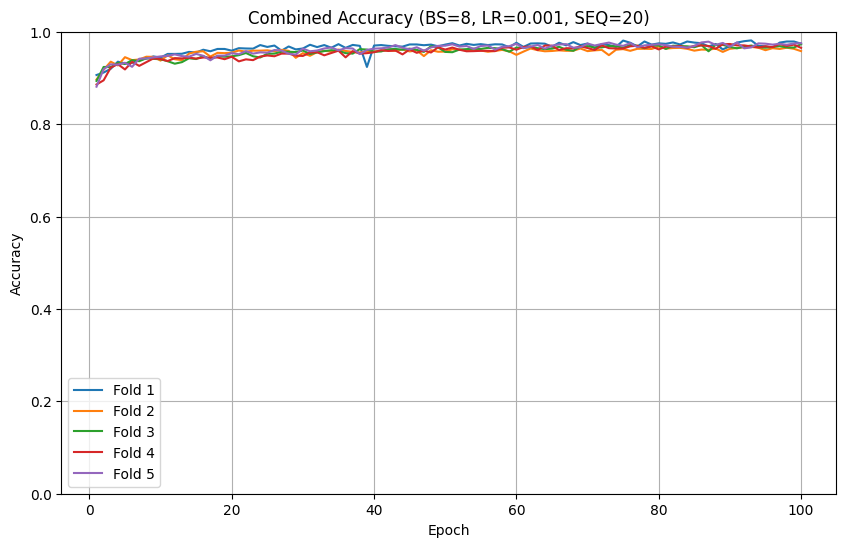 Combined Accuracy (BS=8, LR=0.001, SEQ=20)
1.0
0.8
0.6
0.4
0.2
0.0
Accuracy
Fold 1
Fold 2
Fold 3
Fold 4
Fold 5
0 20 40 60 80 100
Epoch